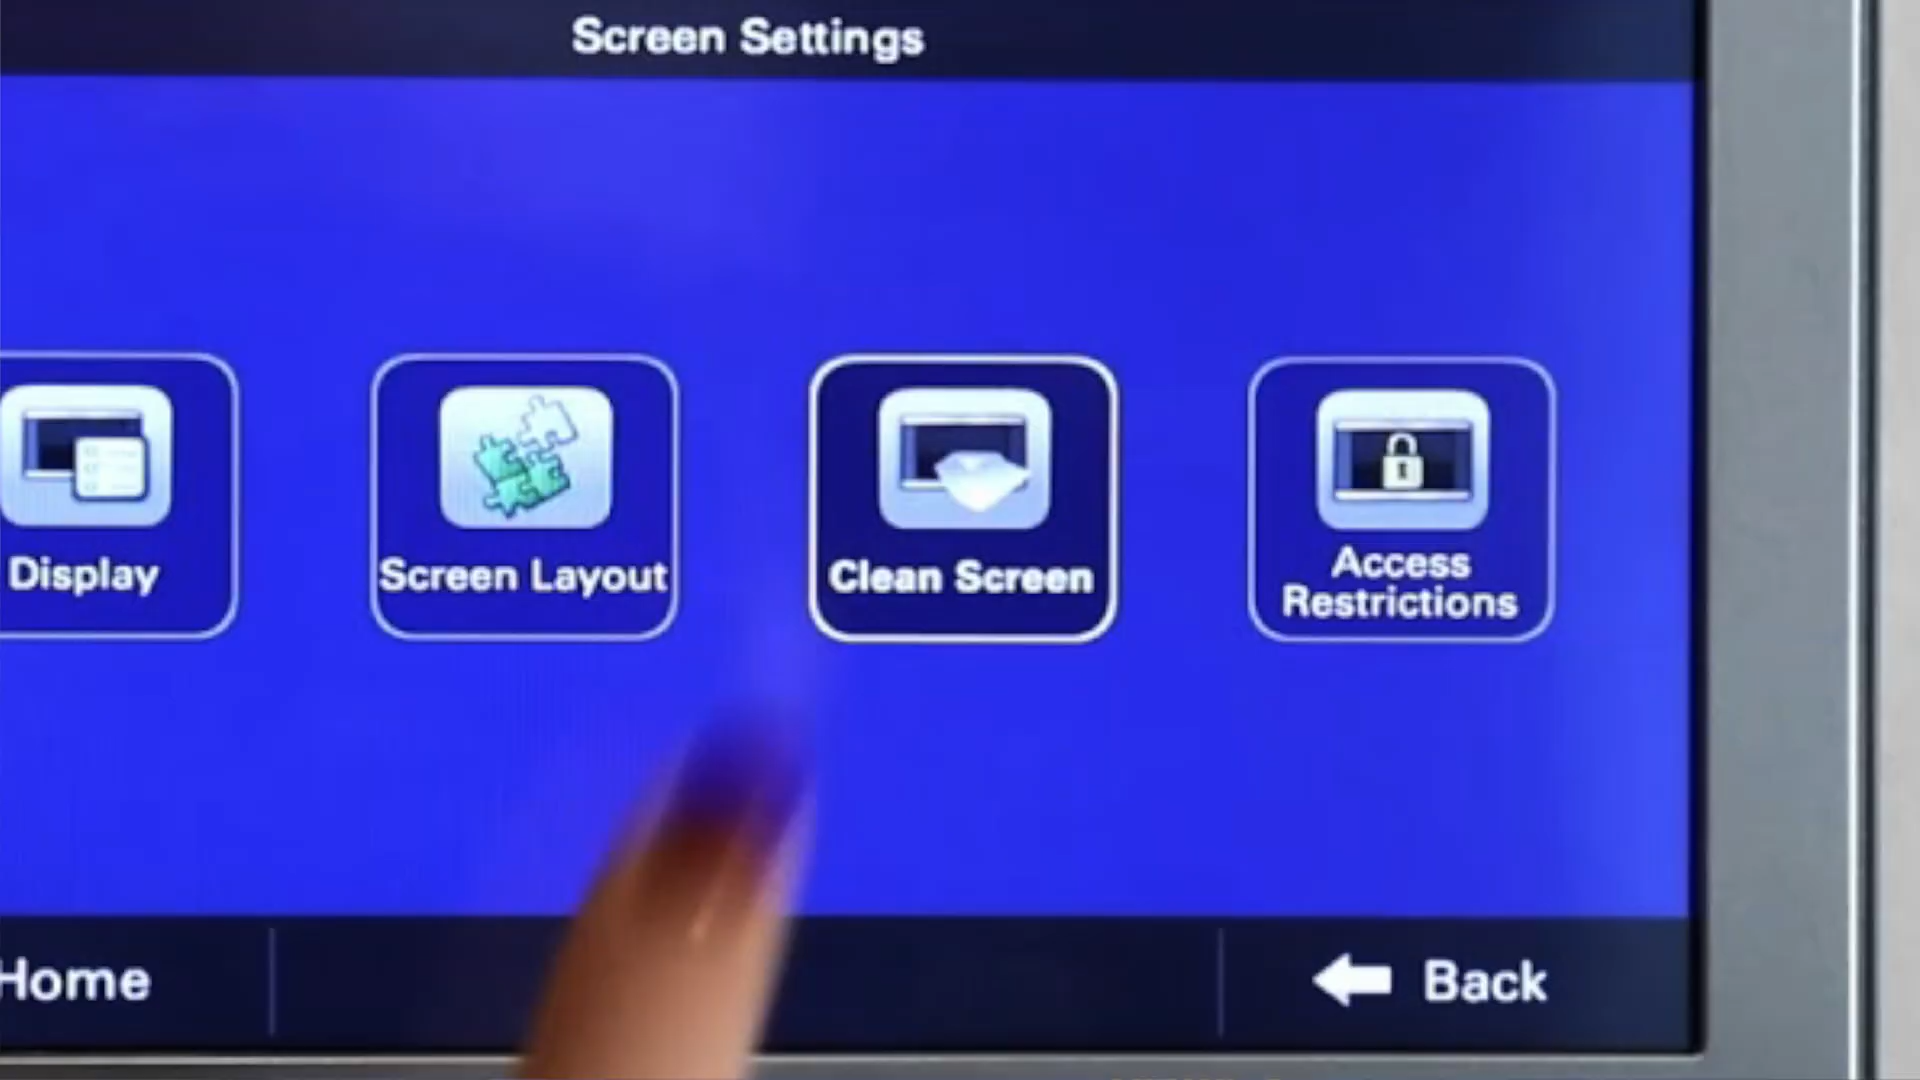 Screen Settings
Display
Screen Layout
Clean Screen
Access
Restrictions
Home
Back